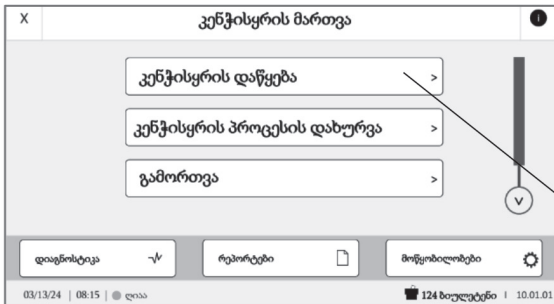 X კენჭისყრის მართვა i
კენჭისყრის დაწყება >
კენჭისყრის პროცესის დახურვა >
გამორთვა >
დიაგნოსტიკა რეპორტები მოწყობილობები
03/13/24 | 08:15 | ღიაა 124 ბიულეტენი | 10.01.01